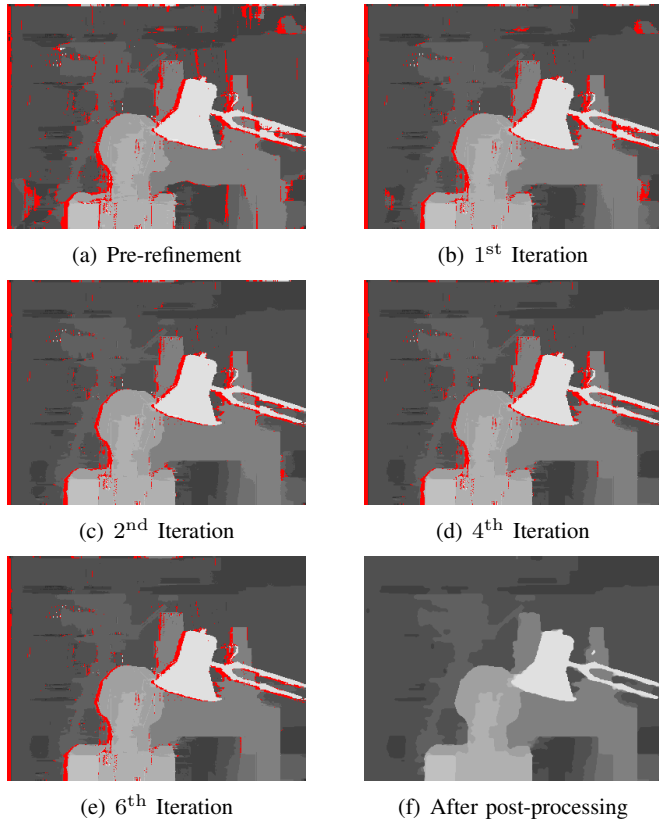 (a) Pre-refinement
(b) 1st Iteration
(c) 2nd Iteration
(d) 4th Iteration
(e) 6th Iteration
(f) After post-processing